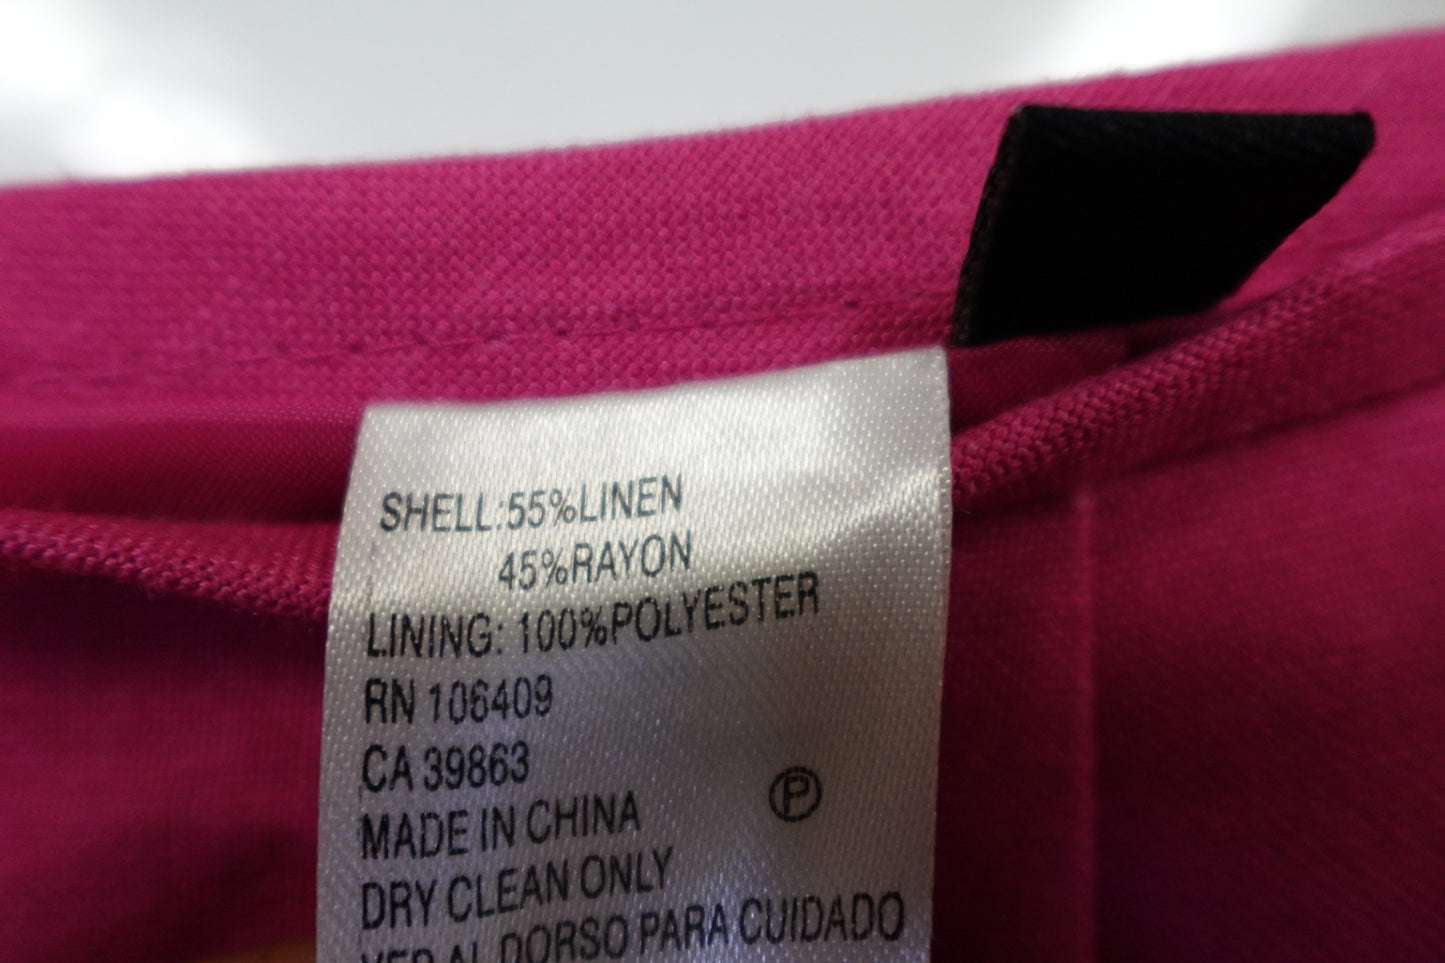 SHELL:55%LINEN
45%RAYON
LINING: 100%POLYESTER
RN 106409
CA 39863
MADE IN CHINA
P
DRY CLEAN ONLY
VER AL DORSO PARA CUIDADO